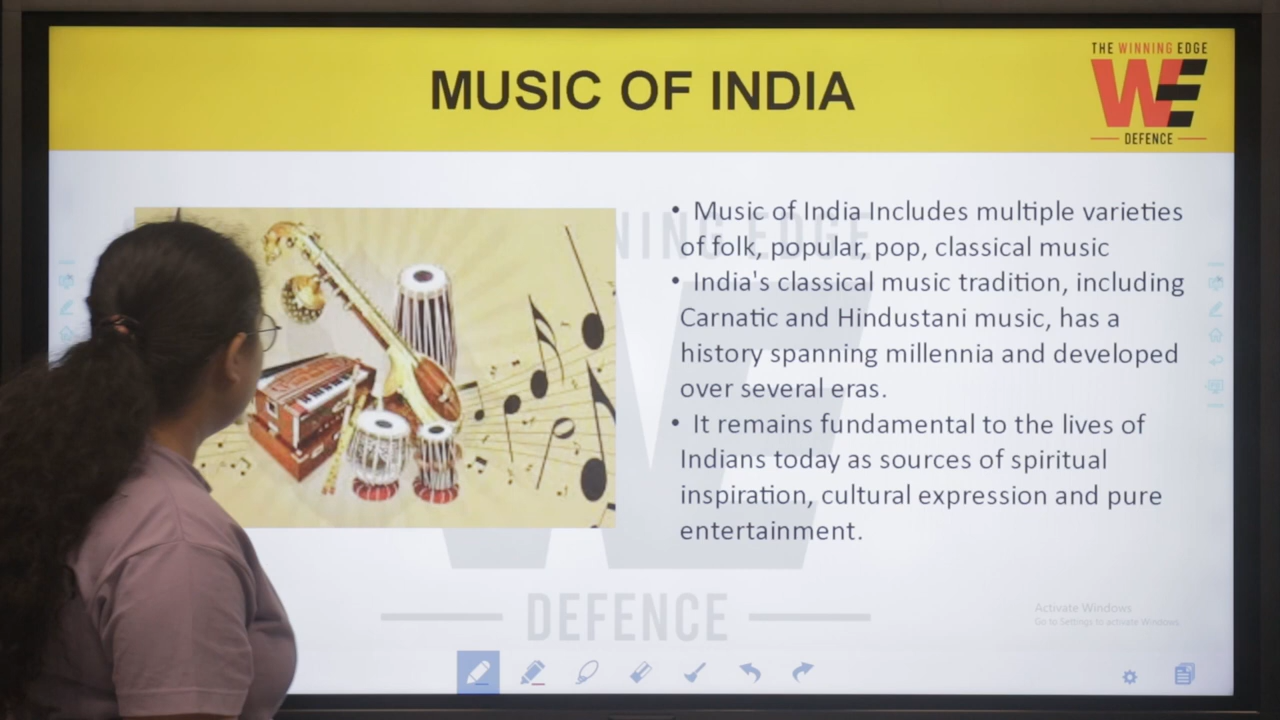 MUSIC OF INDIA
THE WINNING EDGE
WE
DEFENCE
• Music of India Includes multiple varieties
of folk, popular, pop, classical music
• India's classical music tradition, including
Carnatic and Hindustani music, has a
history spanning millennia and developed
over several eras.
• It remains fundamental to the lives of
Indians today as sources of spiritual
inspiration, cultural expression and pure
entertainment.
NING EDGE
W
DEFENCE
Activate Windows
Go to Settings to activate Windows.